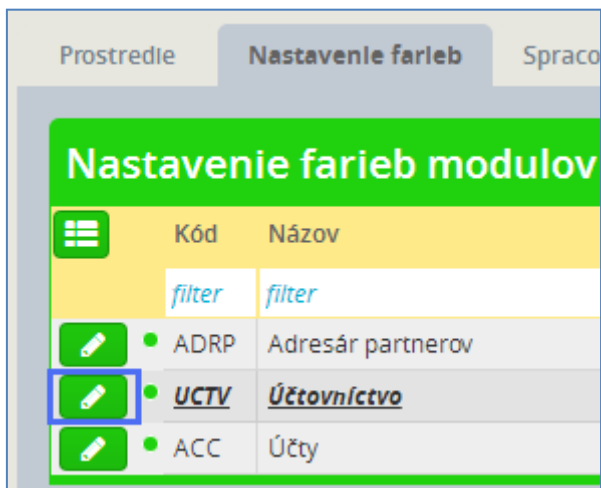 Prostredie Nastavenie farieb Spraco
Nastavenie farieb modulov
Kód Názov
filter filter
ADRP Adresár partnerov
UCTV Účtovníctvo
ACC Účty